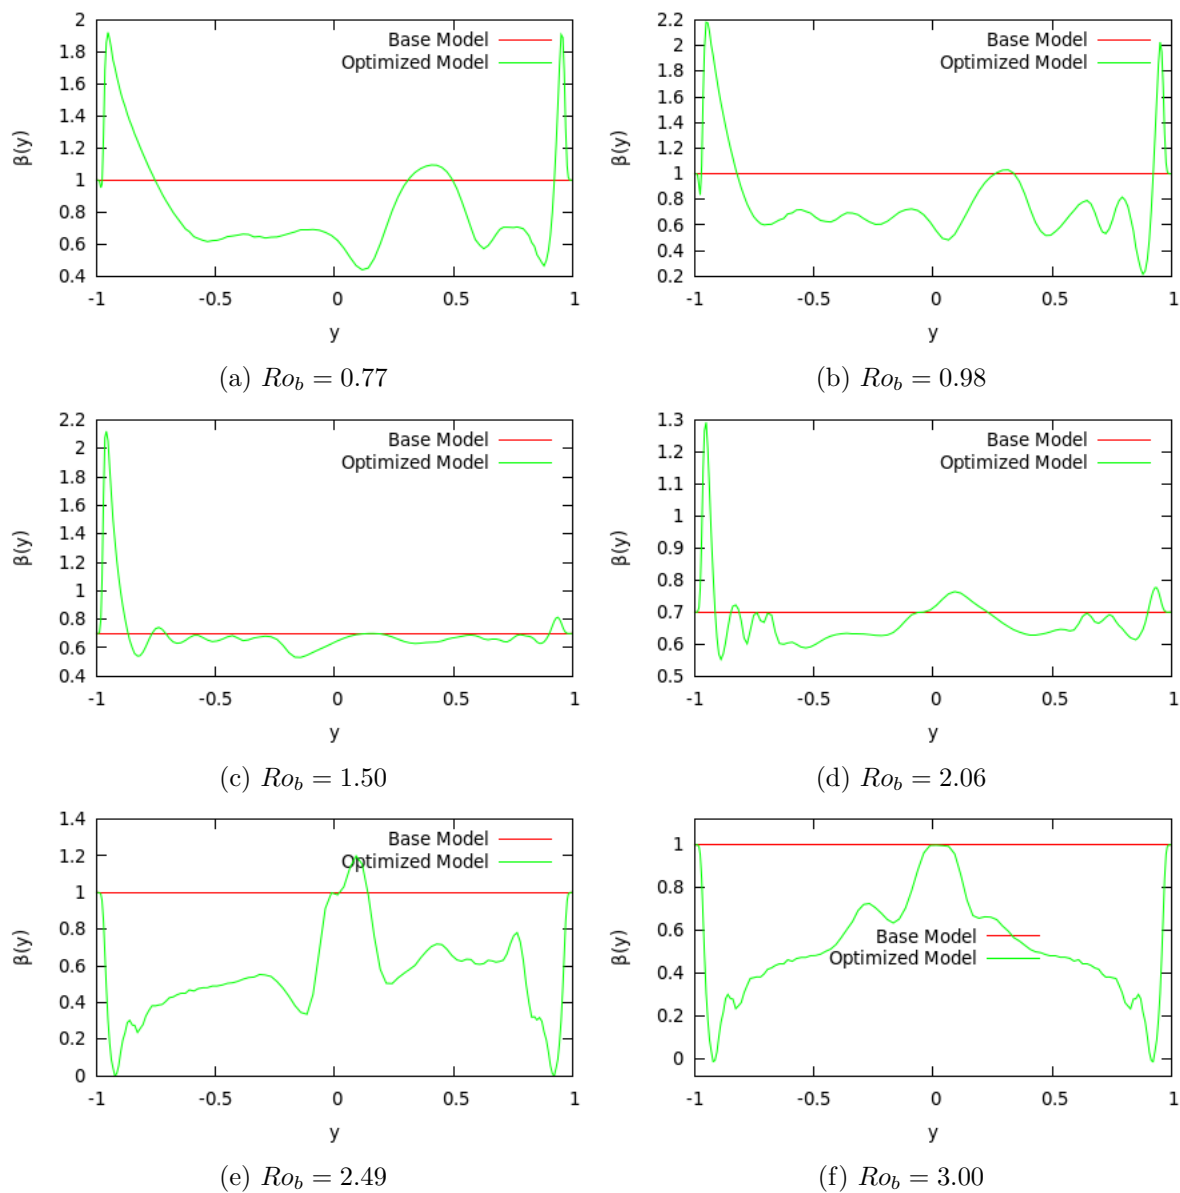 2
1.8
1.6
1.4
1.2
1
0.8
0.6
0.4
-1 -0.5 0 0.5 1
β(y)
y
Base Model
Optimized Model
(a) Ro_b = 0.77
2.2
2
1.8
1.6
1.4
1.2
1
0.8
0.6
0.4
0.2
-1 -0.5 0 0.5 1
β(y)
y
Base Model
Optimized Model
(b) Ro_b = 0.98
2.2
2
1.8
1.6
1.4
1.2
1
0.8
0.6
0.4
-1 -0.5 0 0.5 1
β(y)
y
Base Model
Optimized Model
(c) Ro_b = 1.50
1.3
1.2
1.1
1
0.9
0.8
0.7
0.6
0.5
-1 -0.5 0 0.5 1
β(y)
y
Base Model
Optimized Model
(d) Ro_b = 2.06
1.4
1.2
1
0.8
0.6
0.4
0.2
0
-1 -0.5 0 0.5 1
β(y)
y
Base Model
Optimized Model
(e) Ro_b = 2.49
1
0.8
0.6
0.4
0.2
0
-1 -0.5 0 0.5 1
β(y)
y
Base Model
Optimized Model
(f) Ro_b = 3.00